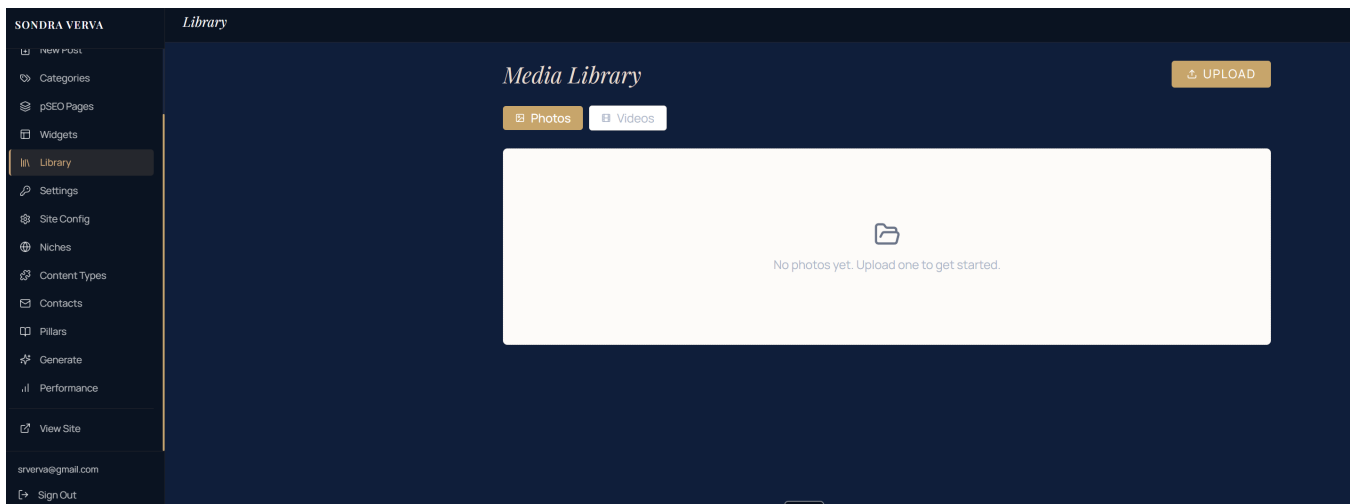 SONDRA VERVA
Library
New Post
Categories
pSEO Pages
Widgets
Library
Settings
Site Config
Niches
Content Types
Contacts
Pillars
Generate
Performance
View Site
srverva@gmail.com
Sign Out
Media Library
UPLOAD
Photos
Videos
No photos yet. Upload one to get started.